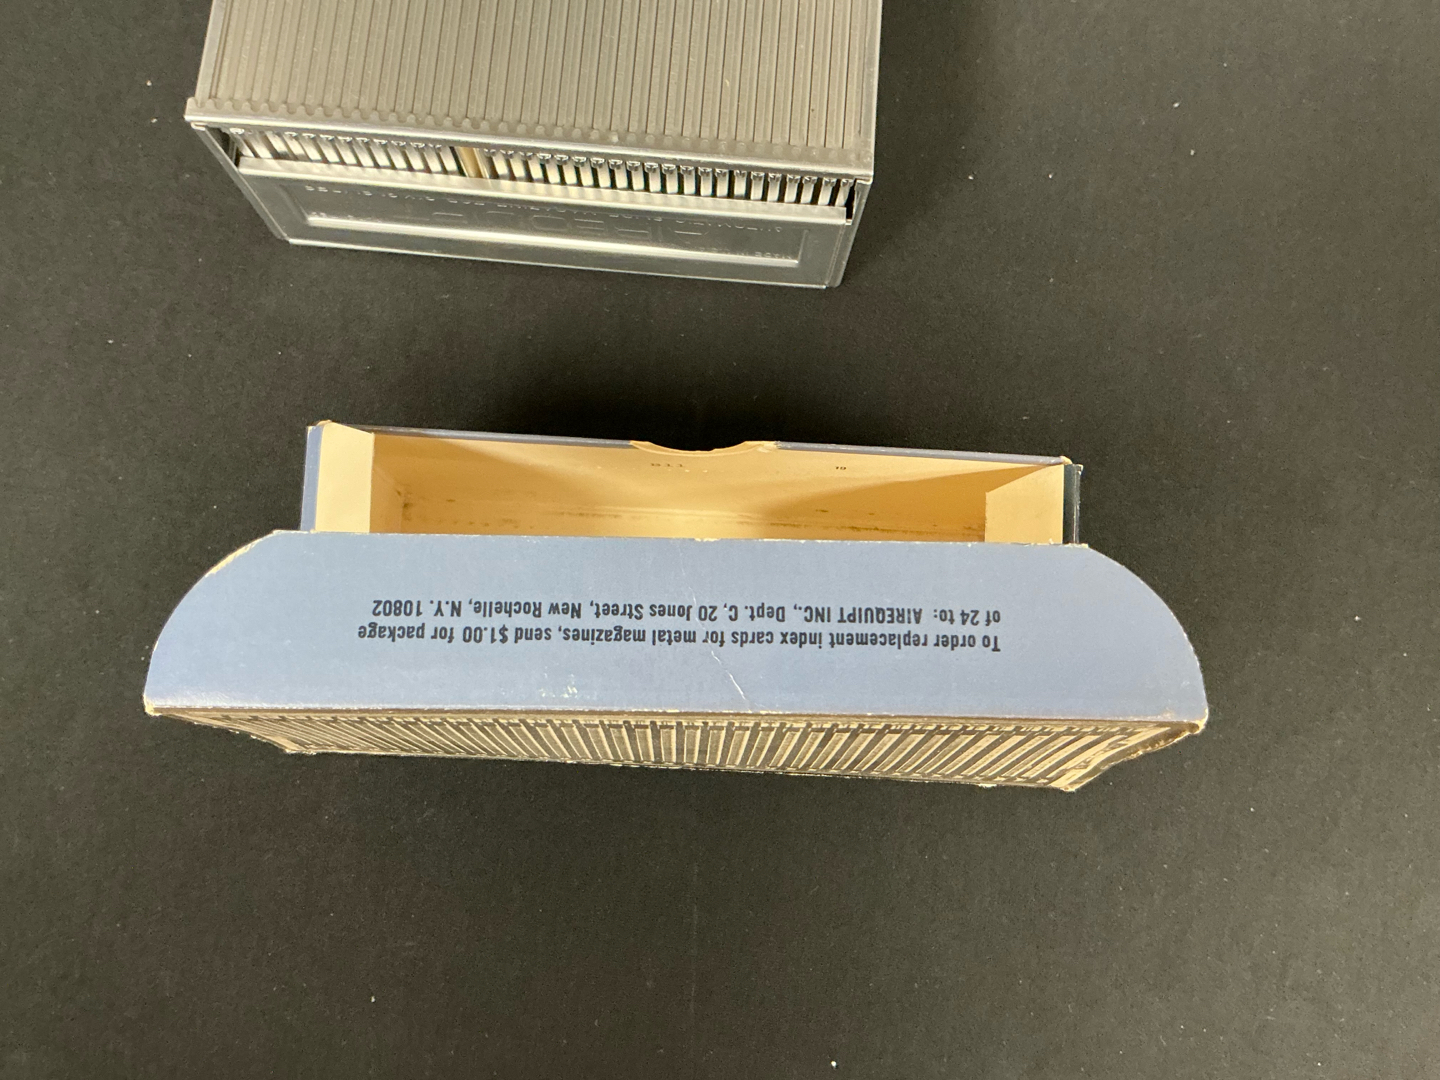 To order replacement index cards for metal magazines, send $1.00 for package
of 24 to: AIREQUIPT INC., Dept. C, 20 Jones Street, New Rochelle, N.Y. 10802